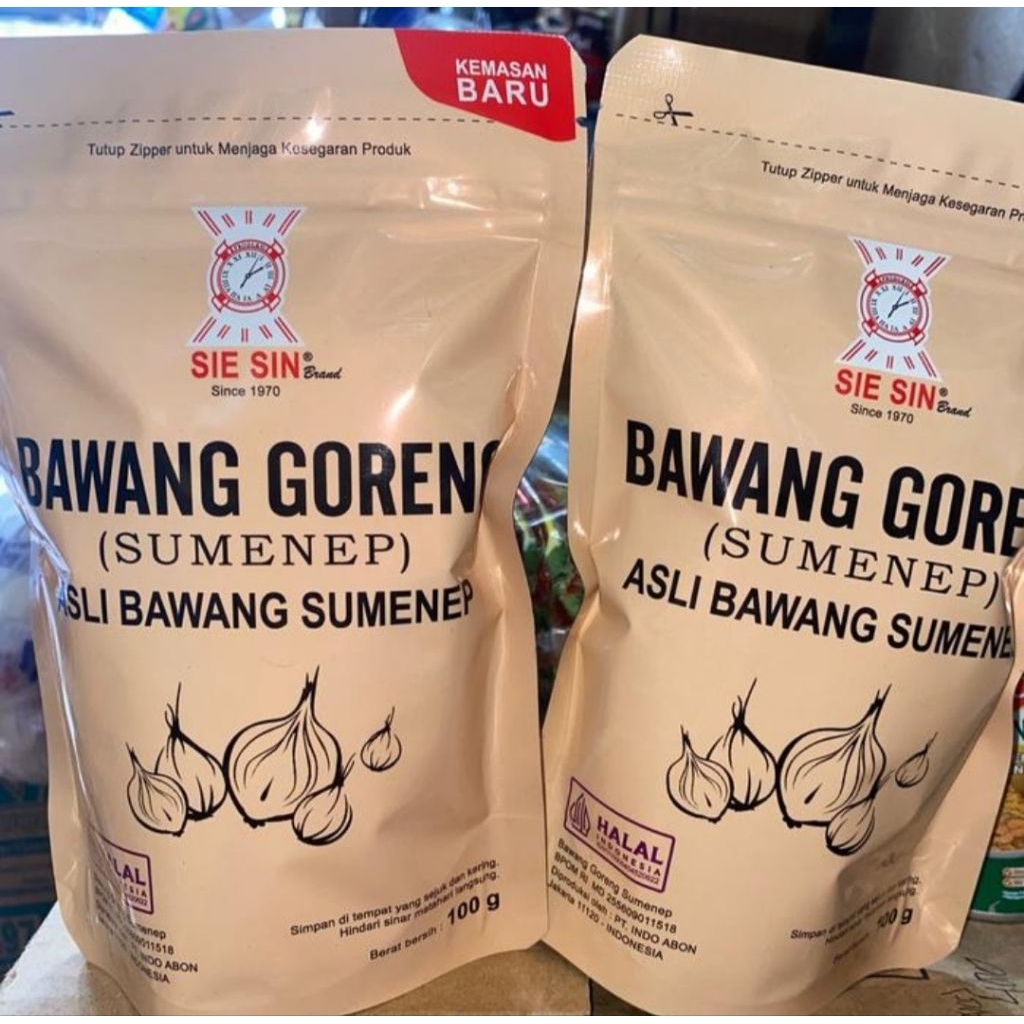 KEMASAN
BARU
Tutup Zipper untuk Menjaga Kesegaran Produk
SIE SIN® Brand
Since 1970
BAWANG GORENG
(SUMENEP)
ASLI BAWANG SUMENEP
HALAL
Simpan di tempat yang sejuk dan kering.
Hindari sinar matahari langsung.
Berat bersih : 100 g
Tutup Zipper untuk Menjaga Kesegaran
SIE SIN® Brand
Since 1970
BAWANG GORE
(SUMENEP)
ASLI BAWANG SUMENE
HALAL
INDONESIA
Bawang Goreng Sumenep
BPOM RI MD 255609011518
Diproduksi oleh : PT. INDO ABON
Jakarta 11120 - INDONESIA
100 g